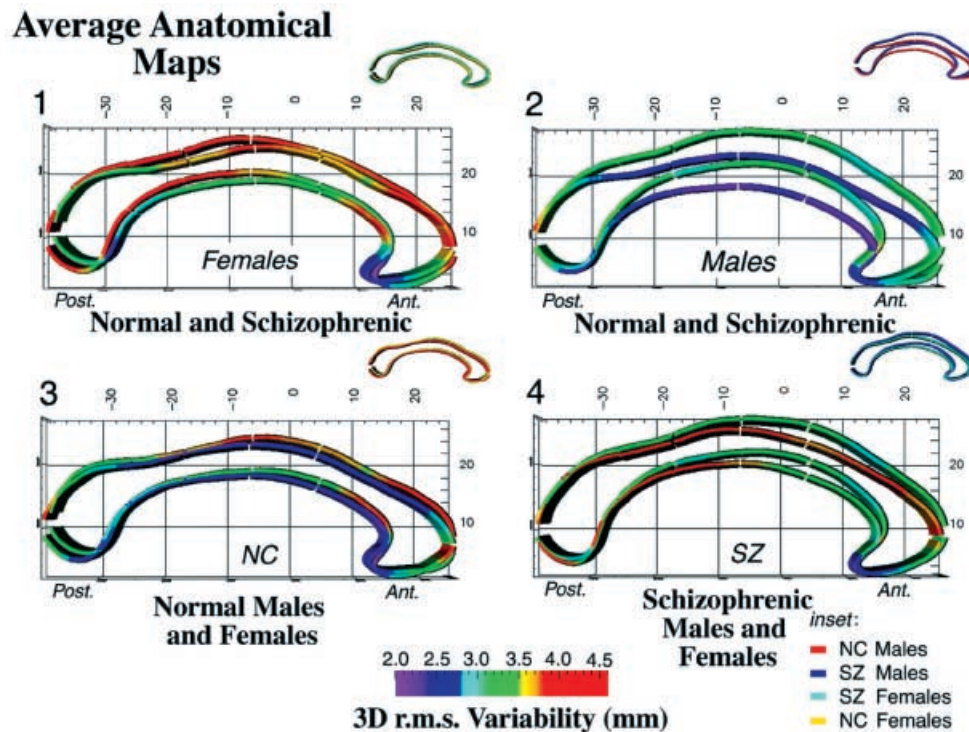 Average Anatomical
Maps
1
-30
-20
-10
0
10
20
20
10
Females
Post.
Ant.
Normal and Schizophrenic
2
-30
-20
-10
0
10
20
20
10
Males
Post.
Ant.
Normal and Schizophrenic
3
-30
-20
-10
0
10
20
20
10
NC
Post.
Ant.
Normal Males
and Females
4
-30
-20
-10
0
10
20
20
10
SZ
Post.
Ant.
Schizophrenic
Males and
Females
inset:
NC Males
SZ Males
SZ Females
NC Females
2.0 2.5 3.0 3.5 4.0 4.5
3D r.m.s. Variability (mm)